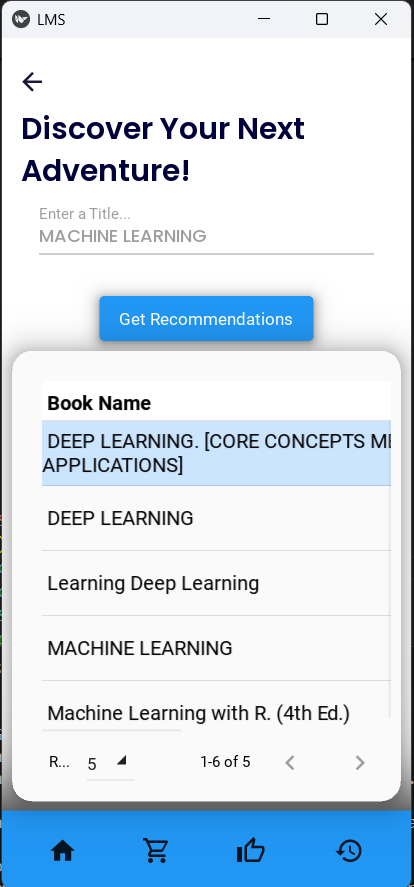 LMS
Discover Your Next
Adventure!
Enter a Title...
MACHINE LEARNING
Get Recommendations
Book Name
DEEP LEARNING. [CORE CONCEPTS ME
APPLICATIONS]
DEEP LEARNING
Learning Deep Learning
MACHINE LEARNING
Machine Learning with R. (4th Ed.)
R... 5 1-6 of 5